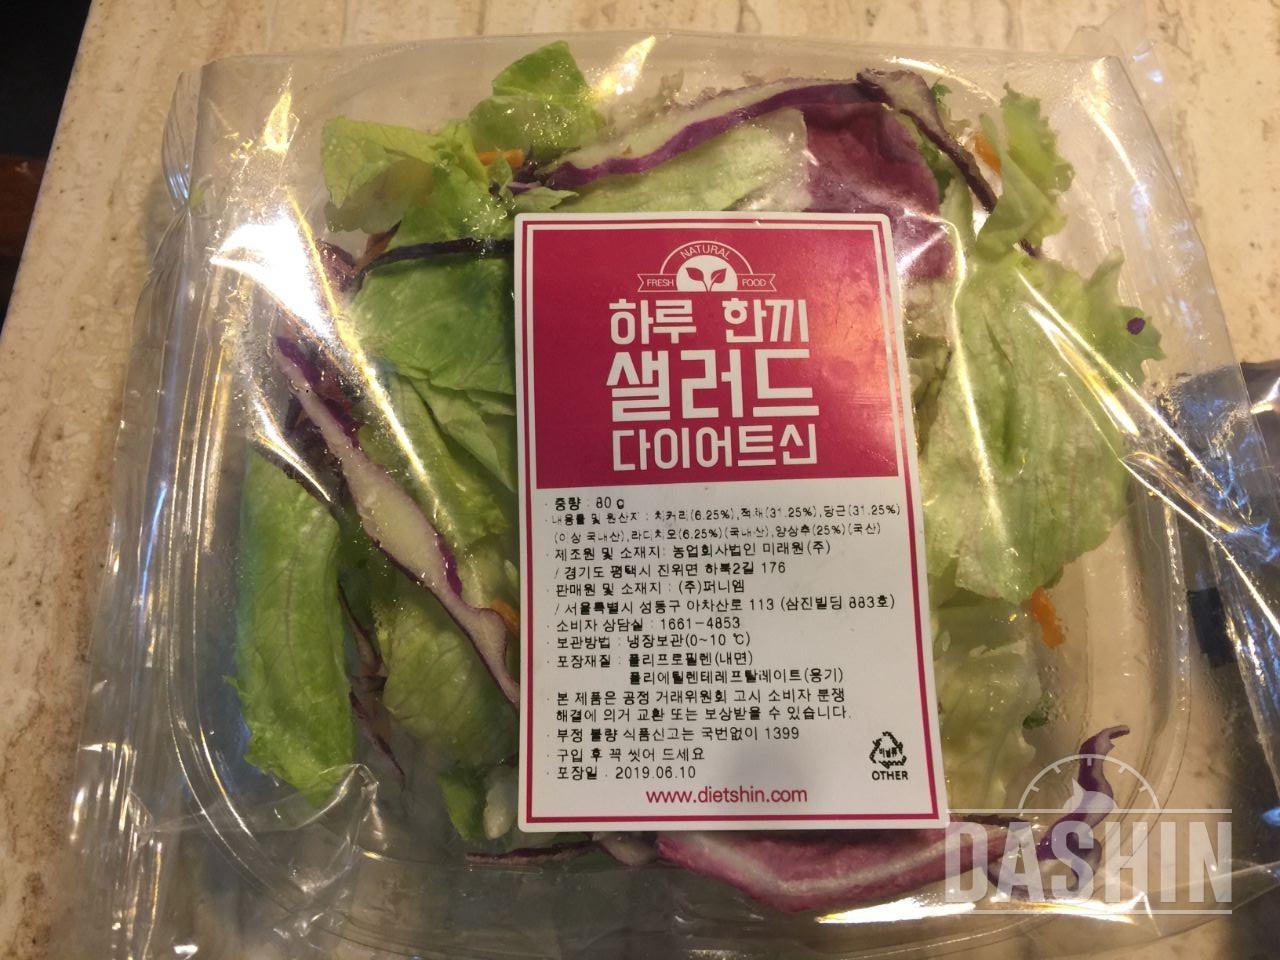 NATURAL
FRESH FOOD
하루 한끼
샐러드
다이어트신
· 중량 : 80 g
· 내용률 및 원산지 : 치커리(6.25%),적채(31.25%),당근(31.25%)
(이상 국내산),라디치오(6.25%)(국내산),양상추(25%)(국산)
· 제조원 및 소재지: 농업회사법인 미래원(주)
/ 경기도 평택시 진위면 하북2길 176
· 판매원 및 소재지 : (주)퍼니엠
/ 서울특별시 성동구 아차산로 113 (삼진빌딩 883호)
· 소비자 상담실 : 1661-4853
· 보관방법 : 냉장보관(0~10 ℃)
· 포장재질 : 폴리프로필렌(내면)
폴리에틸렌테레프탈레이트(용기)
· 본 제품은 공정 거래위원회 고시 소비자 분쟁
해결에 의거 교환 또는 보상받을 수 있습니다.
· 부정 불량 식품신고는 국번없이 1399
· 구입 후 꼭 씻어 드세요
· 포장일 . 2019.06.10
비닐류
OTHER
www.dietshin.com
DASHIN